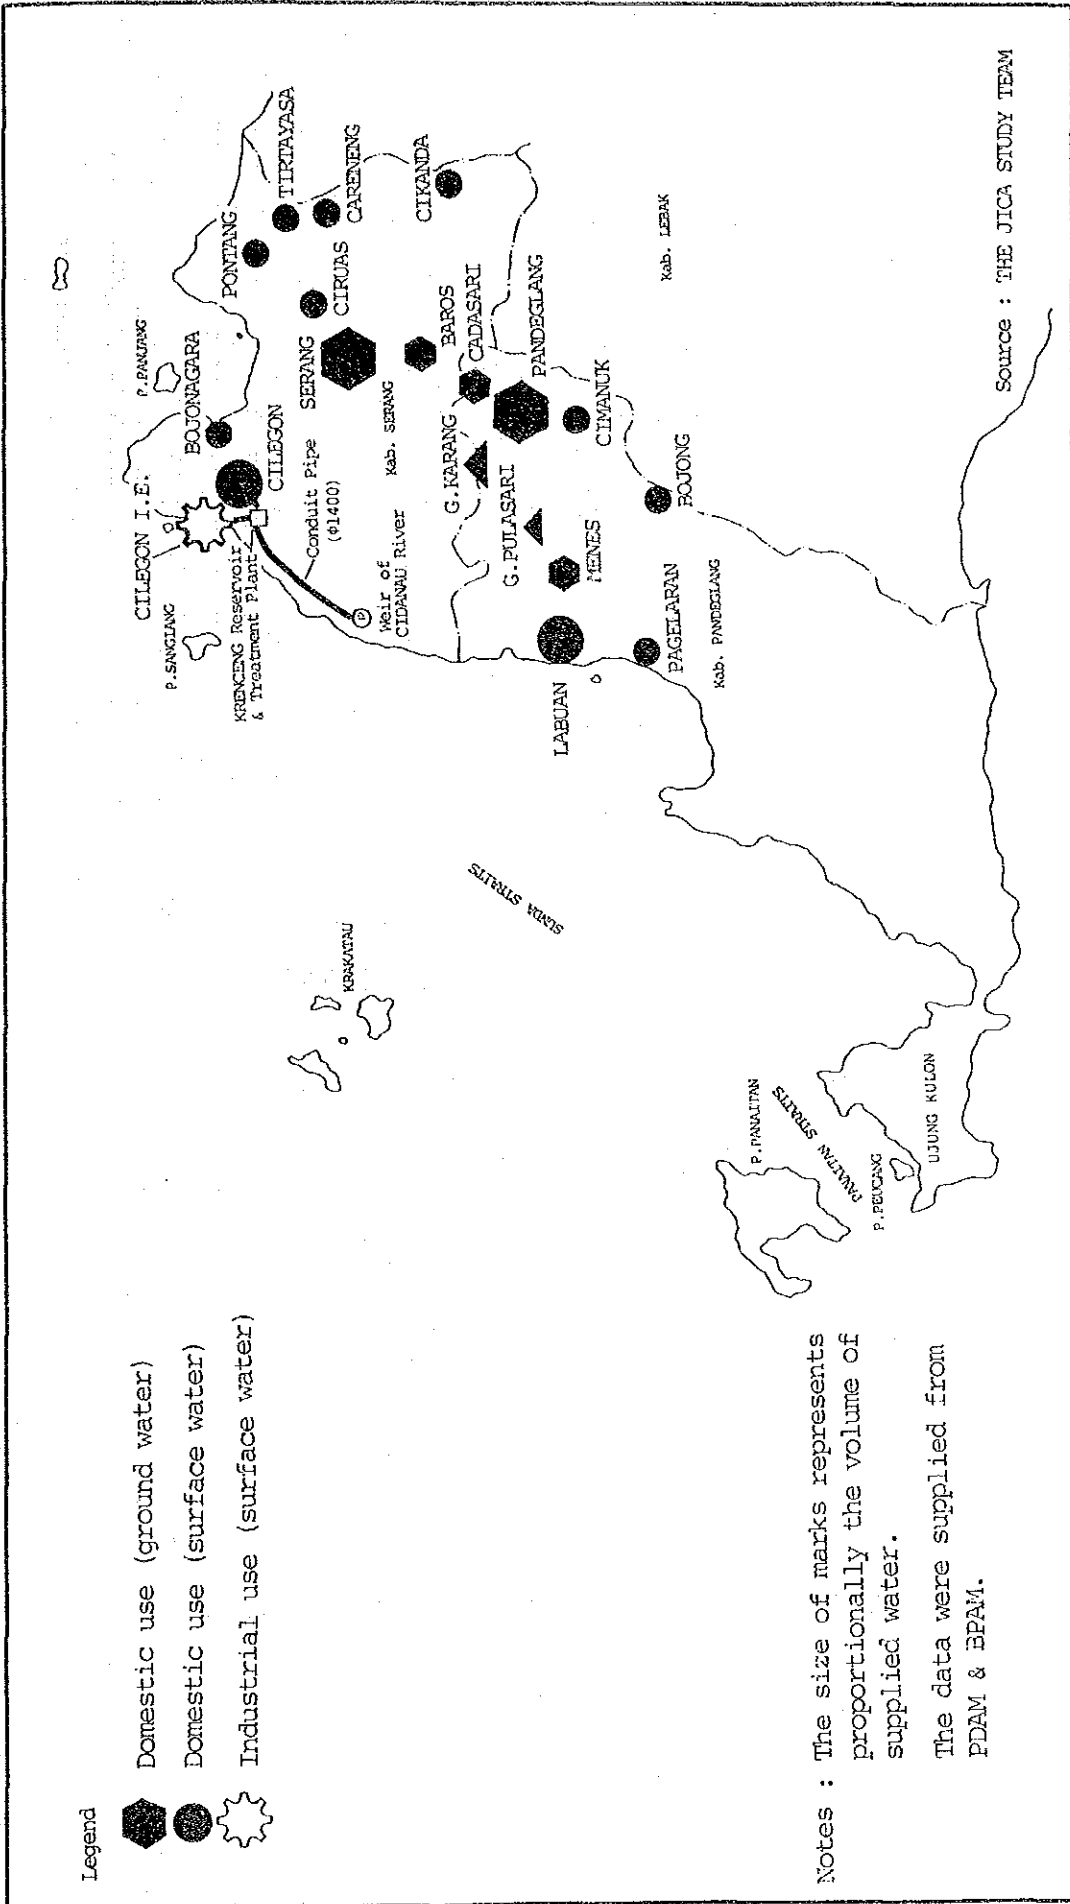 Legend
Domestic use (ground water)
Domestic use (surface water)
Industrial use (surface water)
Notes : The size of marks represents
proportionally the volume of
supplied water.
The data were supplied from
PDAM & BPAM.
P.PANAITAN
PANAITAN STRAITS
P.PEUCANG
UJUNG KULON
KRAKATAU
SUNDA STRAITS
P.SANGIANG
CILEGON I.E.
KRENCENG Reservoir
& Treatment Plant
P.PANJANG
BOJONAGARA
CILEGON
Conduit Pipe
(φ1400)
Weir of
CIDANAU River
SERANG
Kab. SERANG
PONTANG
TIRTAYASA
CIRUAS
CARENENG
CIKANDA
BAROS
CADASARI
G.KARANG
PANDEGLANG
G.PULASARI
CIMANUK
MENES
LABUAN
PAGELARAN
BOJONG
Kab. PANDEGLANG
Kab. LEBAK
Source : THE JICA STUDY TEAM